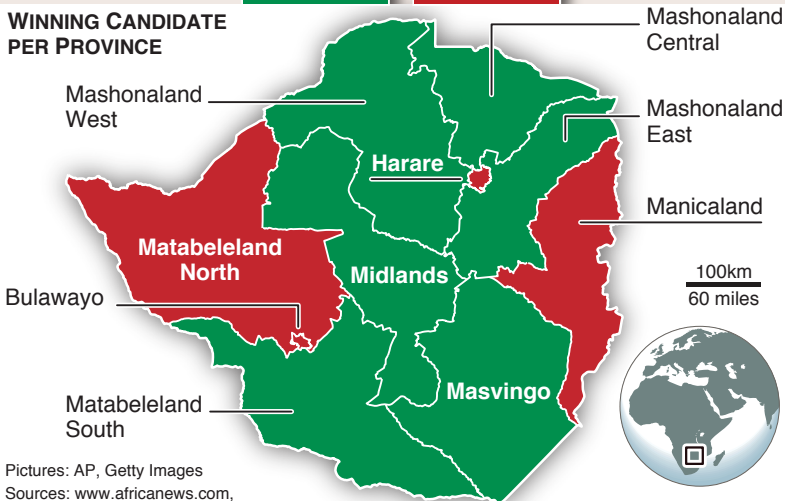 WINNING CANDIDATE
PER PROVINCE
Mashonaland
Central
Mashonaland
West
Mashonaland
East
Harare
Manicaland
Matabeleland
North
Midlands
100km
60 miles
Bulawayo
Masvingo
Matabeleland
South
Pictures: AP, Getty Images
Sources: www.africanews.com,